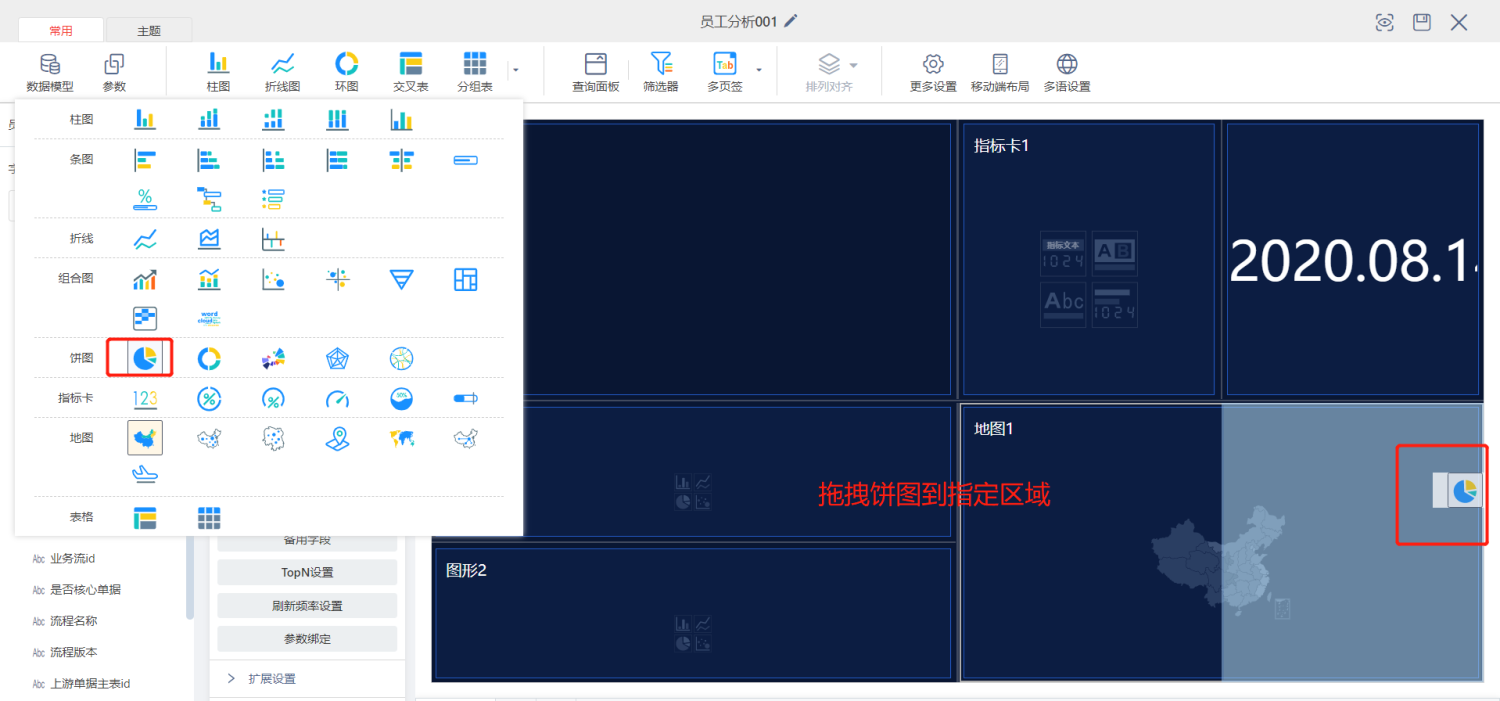 员工分析001
常用
主题
数据模型
参数
柱图
折线图
环图
交叉表
分组表
查询面板
筛选器
Tab
多页签
排列对齐
更多设置
移动端布局
多语设置
柱图
条图
%
折线
组合图
word
cloud
饼图
指标卡
123
%
%
50%
地图
表格
指标卡1
指标文本
1024
AB
Abc
1024
2020.08.14
地图1
拖拽饼图到指定区域
图形2
Abc 业务流id
Abc 是否核心单据
Abc 流程名称
Abc 流程版本
Abc 上游单据主表id
备用字段
TopN设置
刷新频率设置
参数绑定
扩展设置